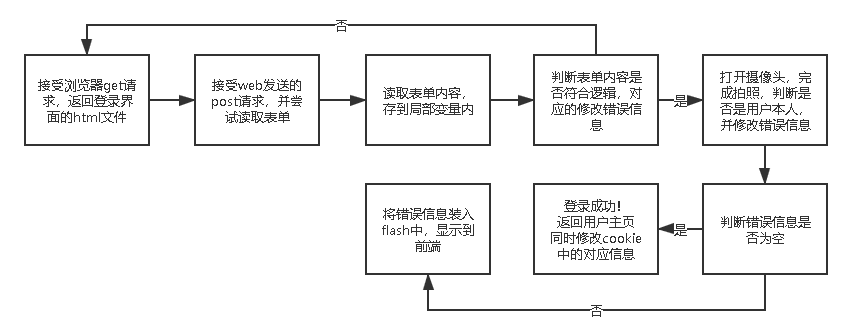 否
接受浏览器get请
求，返回登录界
面的html文件
接受web发送的
post请求，并尝
试读取表单
读取表单内容，
存到局部变量内
判断表单内容是
否符合逻辑，对
应的修改错误信
息
是
打开摄像头，完
成拍照，判断是
否是用户本人，
并修改错误信息
将错误信息装入
flash中，显示到
前端
登录成功！
返回用户主页
同时修改cookie
中的对应信息
是
判断错误信息是
否为空
否